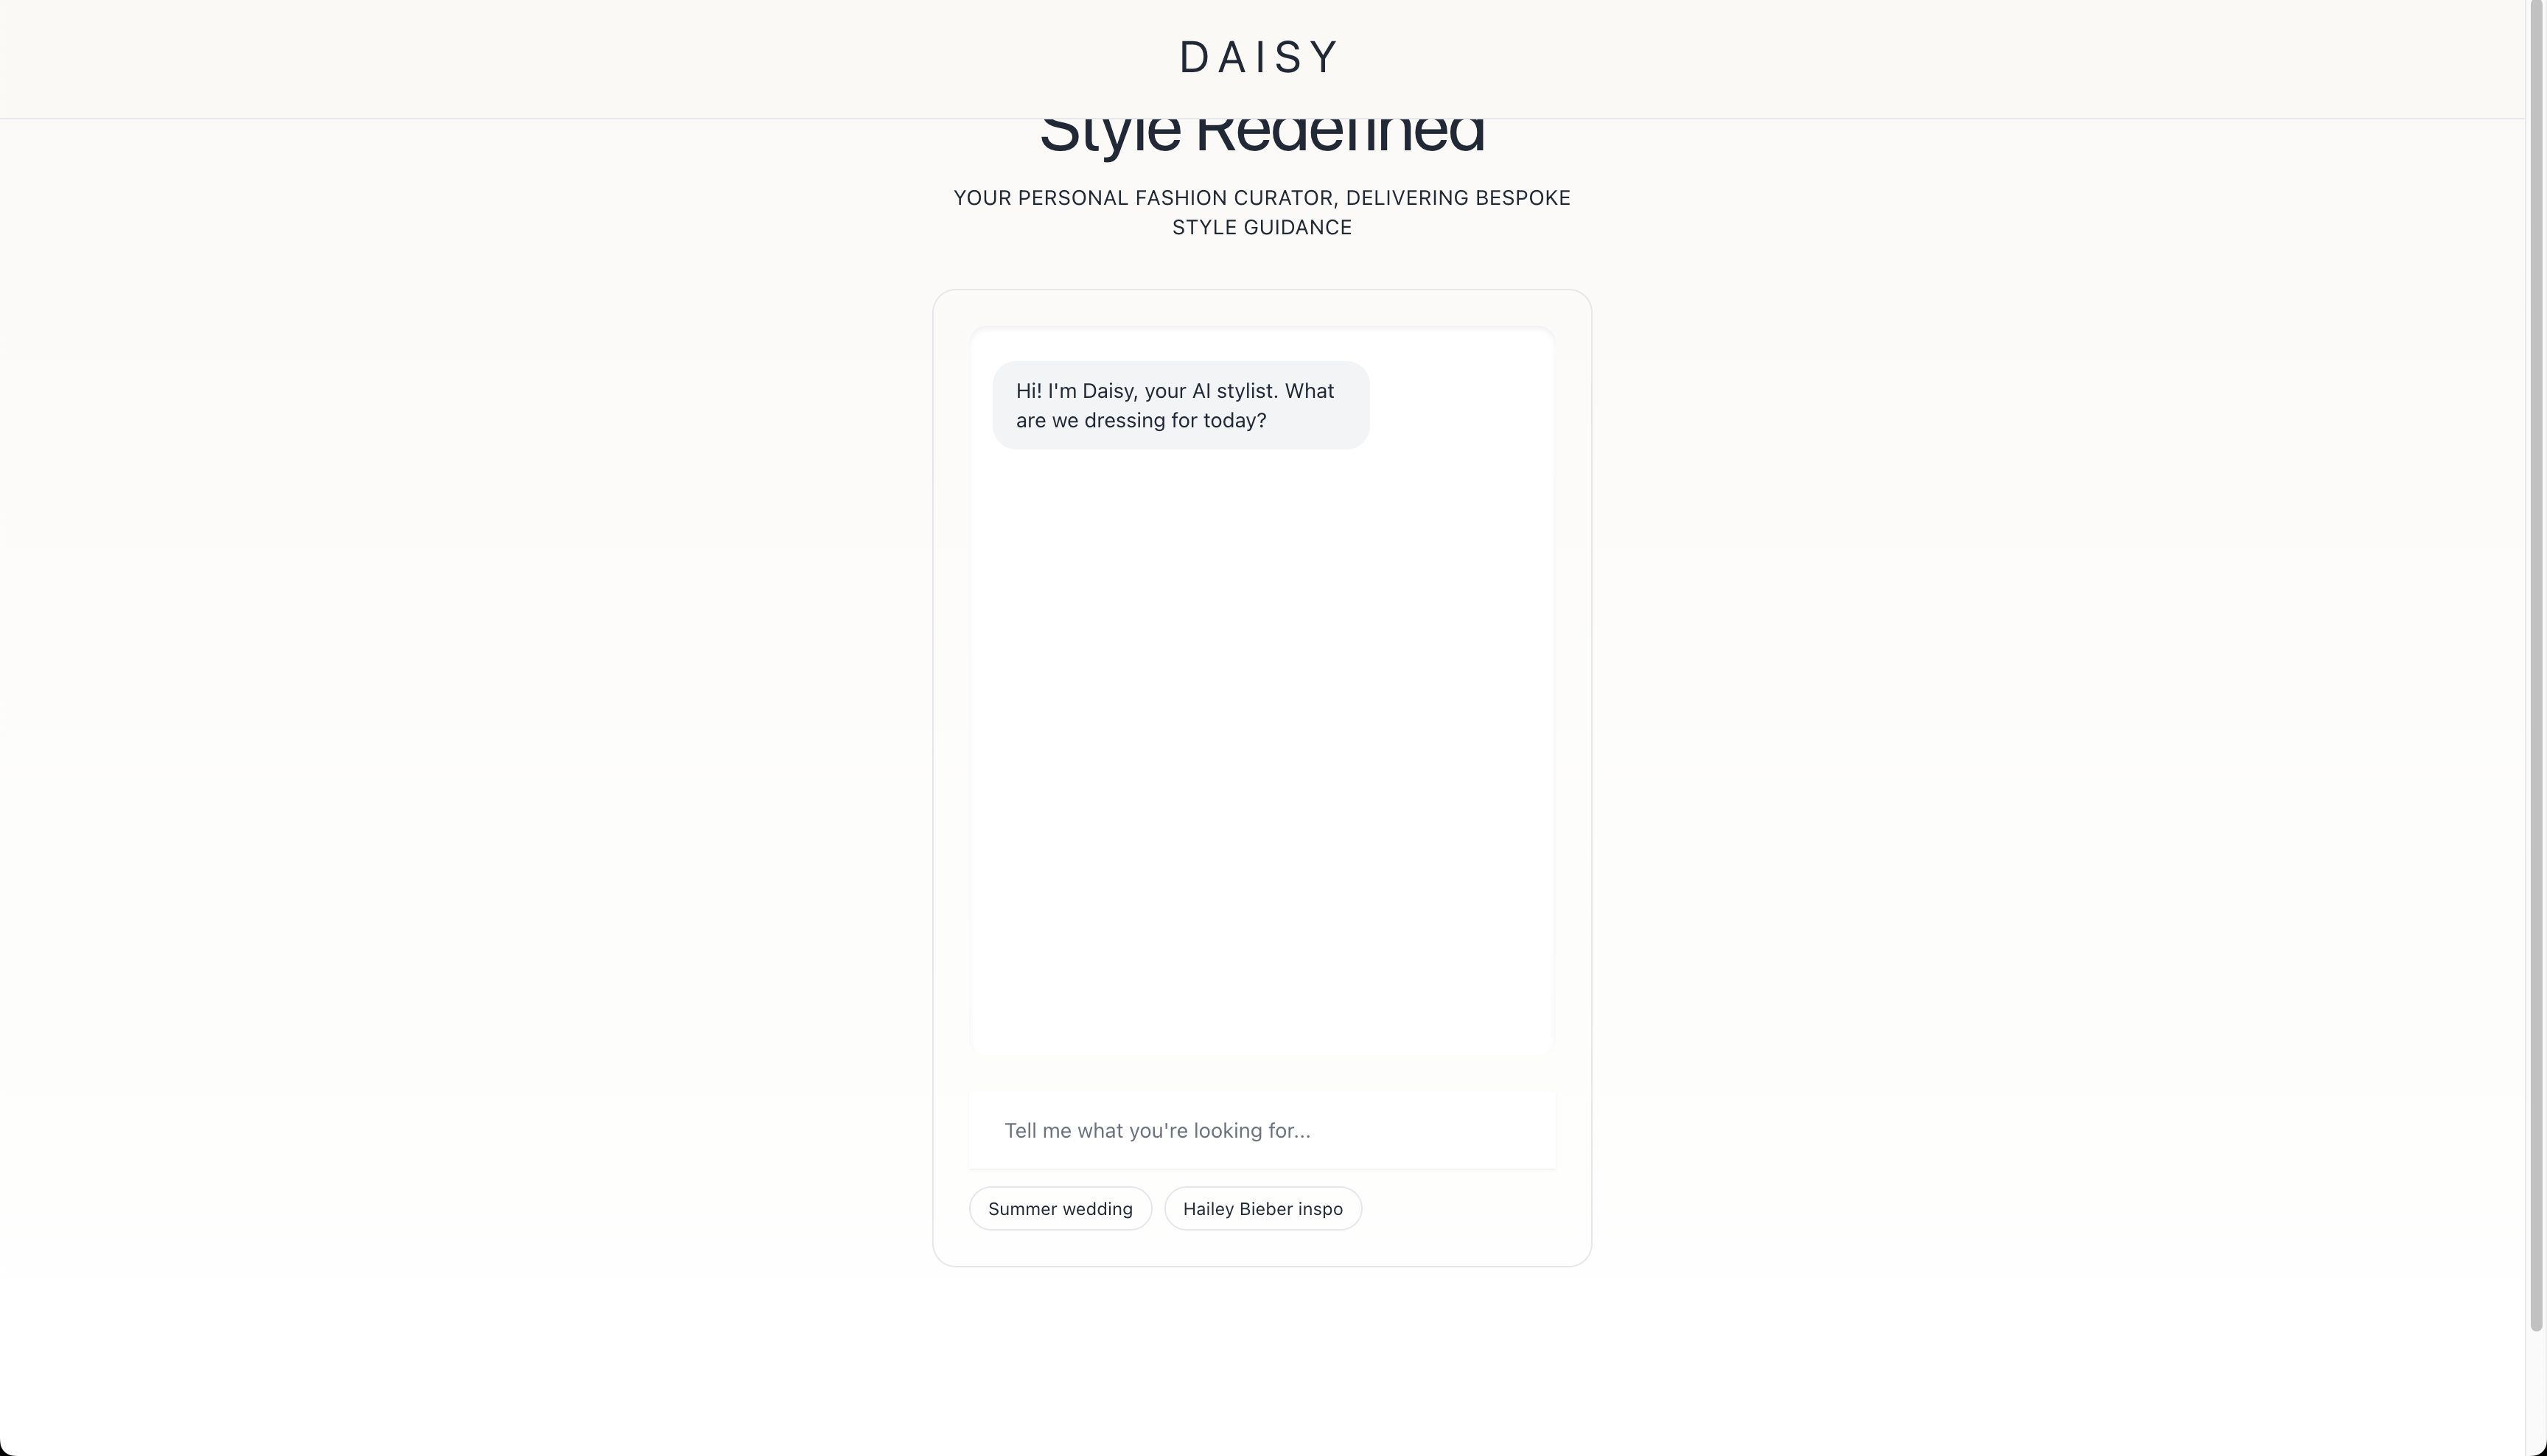 DAISY
Style Redefined
YOUR PERSONAL FASHION CURATOR, DELIVERING BESPOKE
STYLE GUIDANCE
Hi! I'm Daisy, your AI stylist. What
are we dressing for today?
Tell me what you're looking for...
Summer wedding
Hailey Bieber inspo